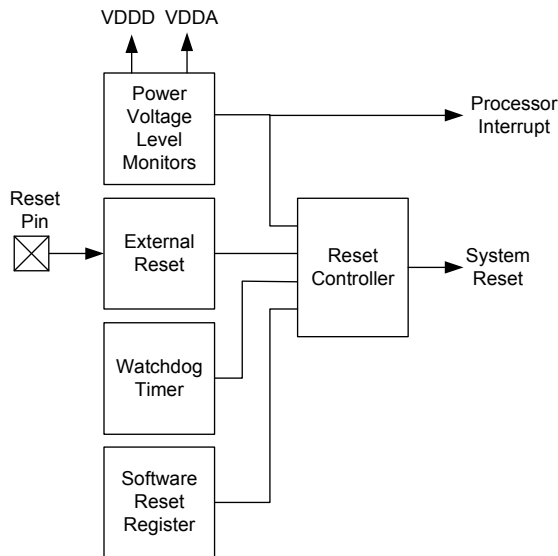 VDDD VDDA
Power
Voltage
Level
Monitors
Processor
Interrupt
Reset
Pin
External
Reset
Reset
Controller
System
Reset
Watchdog
Timer
Software
Reset
Register